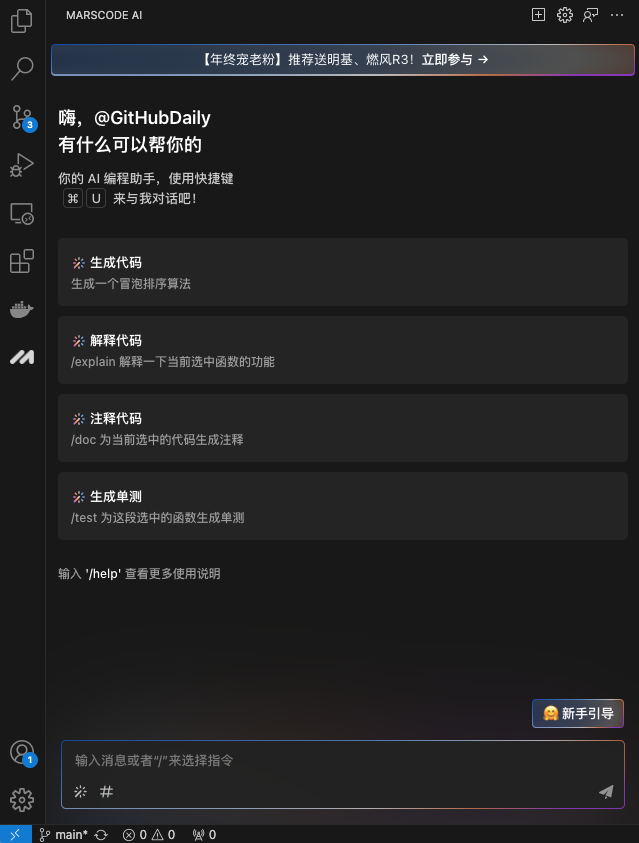 MARSCODE AI
【年终宠老粉】推荐送明基、燃风R3！立即参与 →
3
嗨，@GitHubDaily
有什么可以帮你的
你的 AI 编程助手，使用快捷键
⌘ U 来与我对话吧！
生成代码
生成一个冒泡排序算法
解释代码
/explain 解释一下当前选中函数的功能
注释代码
/doc 为当前选中的代码生成注释
生成单测
/test 为这段选中的函数生成单测
输入 '/help' 查看更多使用说明
🤗 新手引导
1
输入消息或者“/”来选择指令
main* 0 0 0